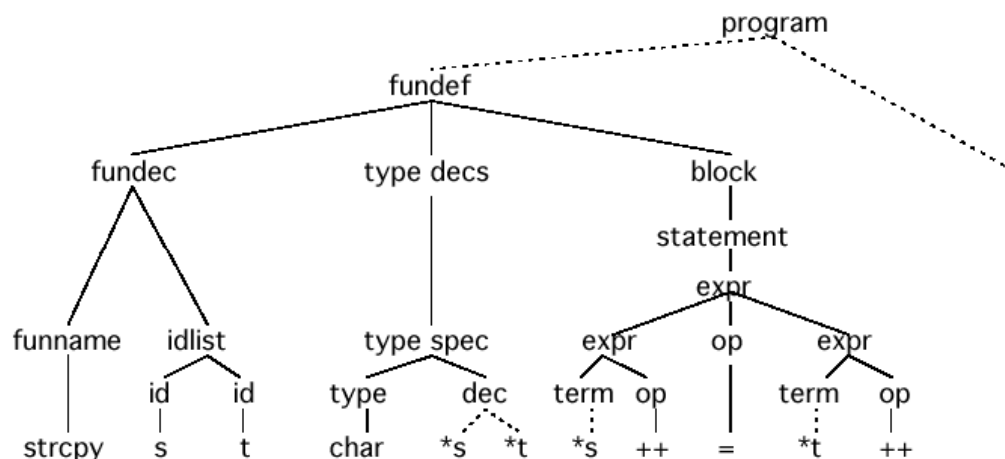 program
fundef
fundec type decs block
statement
expr
funname idlist type spec expr op expr
id id type dec term op term op
strcpy s t char *s *t *s ++ = *t ++